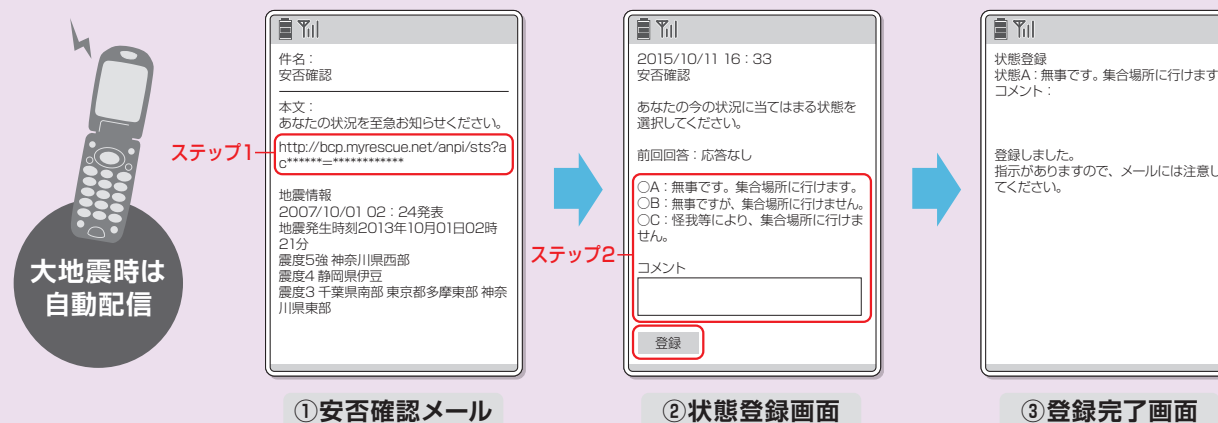 大地震時は
自動配信
ステップ1
件名：
安否確認
本文：
あなたの状況を至急お知らせください。
http://bcp.myrescue.net/anpi/sts?a
c******=************
地震情報
2007/10/01 02：24発表
地震発生時刻2013年10月01日02時
21分
震度5強 神奈川県西部
震度4 静岡県伊豆
震度3 千葉県南部 東京都多摩東部 神奈
川県東部
①安否確認メール
ステップ2
2015/10/11 16：33
安否確認
あなたの今の状況に当てはまる状態を
選択してください。
前回回答：応答なし
○A：無事です。集合場所に行けます。
○B：無事ですが、集合場所に行けません。
○C：怪我等により、集合場所に行けま
せん。
コメント
登録
②状態登録画面
状態登録
状態A：無事です。集合場所に行けます
コメント：
登録しました。
指示がありますので、メールには注意し
てください。
③登録完了画面